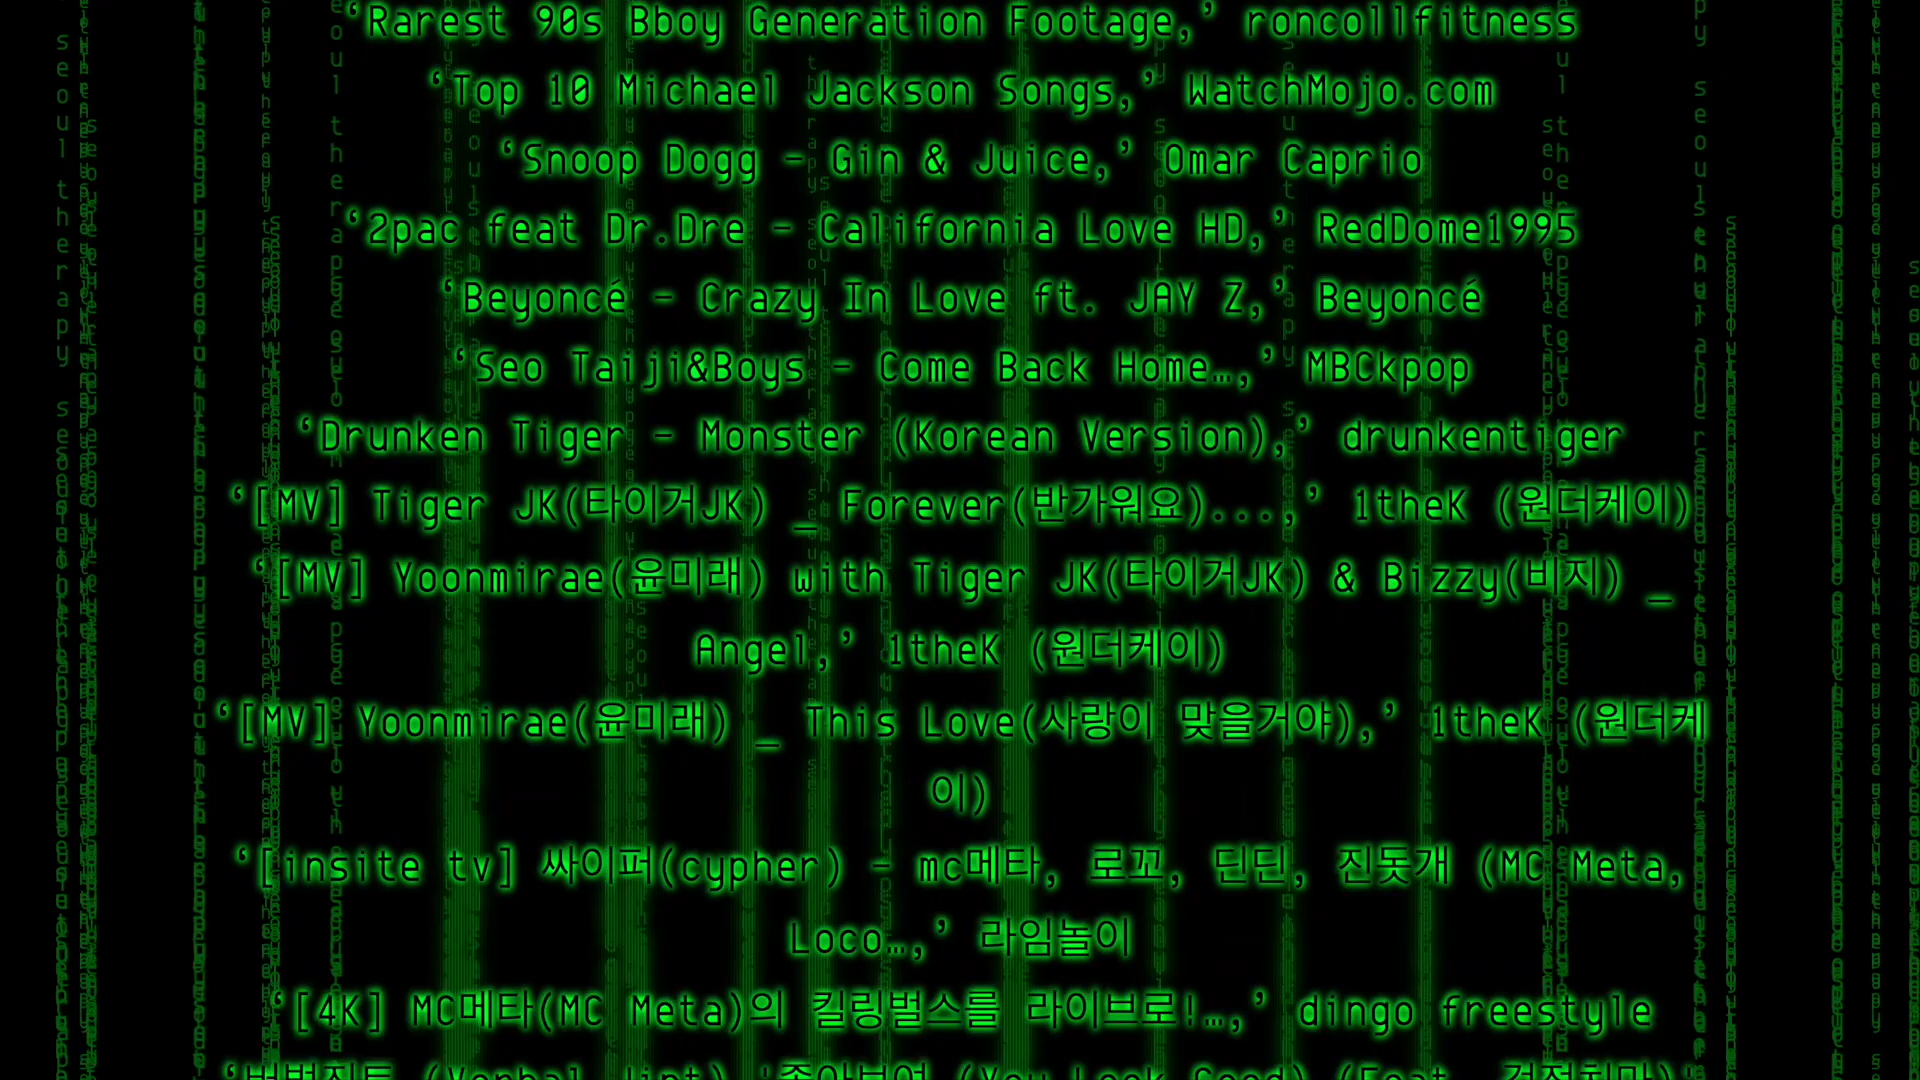 ‘Rarest 90s Bboy Generation Footage,’ roncollfitness
‘Top 10 Michael Jackson Songs,’ WatchMojo.com
‘Snoop Dogg - Gin & Juice,’ Omar Caprio
‘2pac feat Dr.Dre - California Love HD,’ RedDome1995
‘Beyoncé - Crazy In Love ft. JAY Z,’ Beyoncé
‘Seo Taiji&Boys - Come Back Home…,’ MBCkpop
‘Drunken Tiger - Monster (Korean Version),’ drunkentiger
‘[MV] Tiger JK(타이거JK) _ Forever(반가워요)...,’ 1theK (원더케이)
‘[MV] Yoonmirae(윤미래) with Tiger JK(타이거JK) & Bizzy(비지) _
Angel,’ 1theK (원더케이)
‘[MV] Yoonmirae(윤미래) _ This Love(사랑이 맞을거야),’ 1theK (원더케
이)
‘[insite tv] 싸이퍼(cypher) - mc메타, 로꼬, 딘딘, 진돗개 (MC Meta,
Loco…,’ 라임놀이
‘[4K] MC메타(MC Meta)의 킬링벌스를 라이브로!…,’ dingo freestyle
(Verbal Jint) (You Look Good) (Feat.